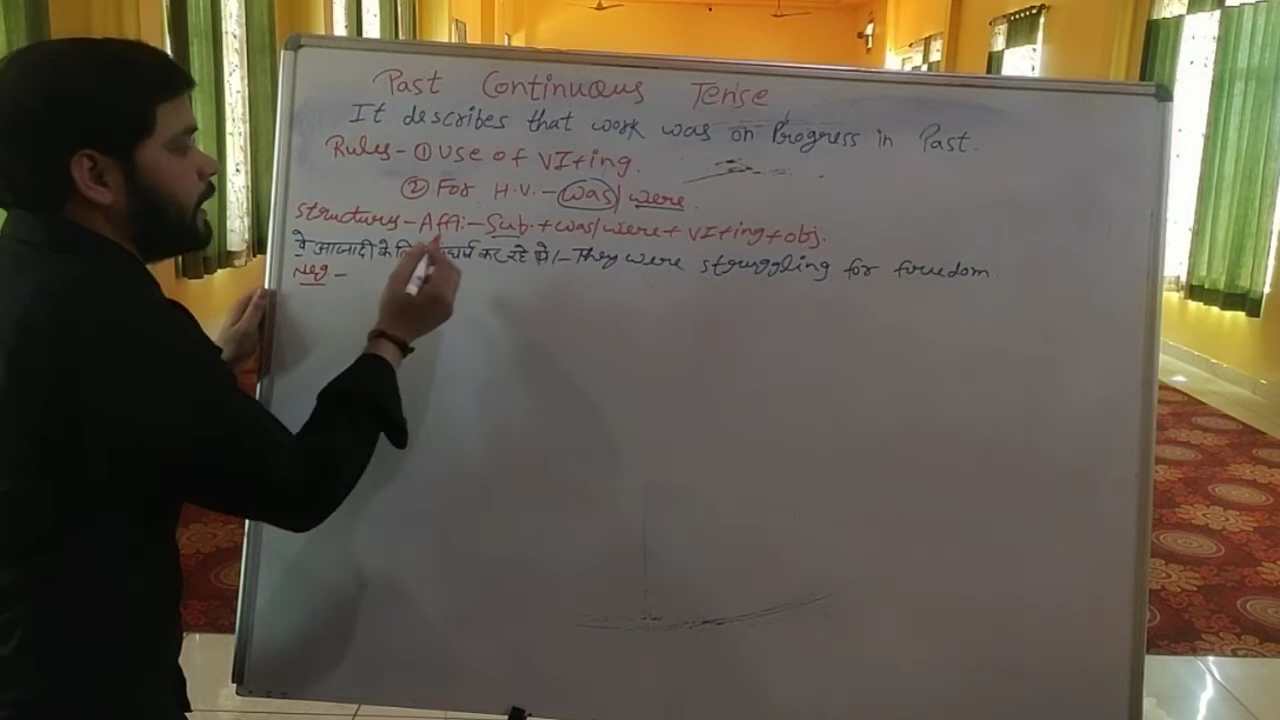 Past Continuous Tense
It describes that work was on Progress in Past.
Rules- ① Use of VI+ing.
② For H.V. - was/were.
Structures - Affi - Sub. + was/were + VI+ing + obj.
वे आजादी के कर रहे थे।- They were struggling for freedom.
Neg -